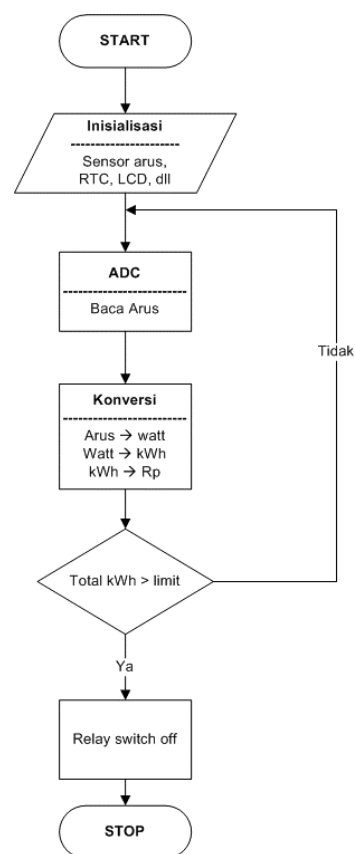 START
Inisialisasi
--------------------
Sensor arus,
RTC, LCD, dll
ADC
--------------------
Baca Arus
Tidak
Konversi
--------------------
Arus → watt
Watt → kWh
kWh → Rp
Total kWh > limit
Ya
Relay switch off
STOP